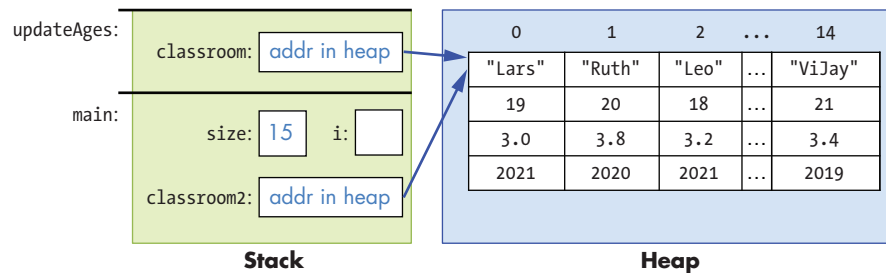 updateAges:
classroom: addr in heap
main:
size: 15 i:
classroom2: addr in heap
Stack
0 1 2 ... 14
"Lars" "Ruth" "Leo" ... "ViJay"
19 20 18 ... 21
3.0 3.8 3.2 ... 3.4
2021 2020 2021 ... 2019
Heap